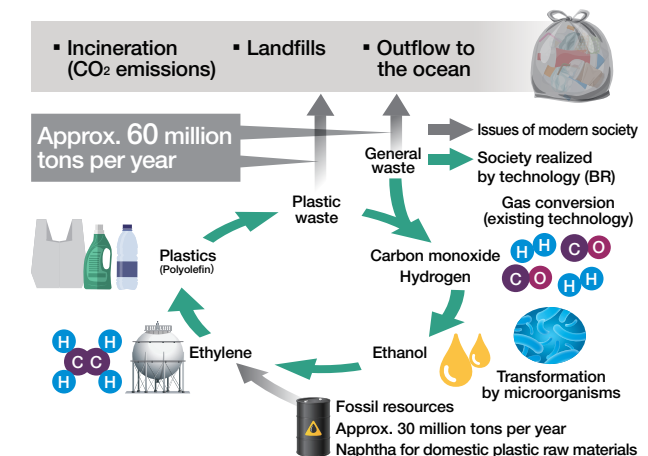 ▪ Incineration
(CO₂ emissions)
▪ Landfills
▪ Outflow to
the ocean
Approx. 60 million
tons per year
General
waste
Issues of modern society
Society realized
by technology (BR)
Plastic
waste
Gas conversion
(existing technology)
H H C O
C O H H
Plastics
(Polyolefin)
Carbon monoxide
Hydrogen
H H
C C
H H
Ethylene
Ethanol
Transformation
by microorganisms
Fossil resources
Approx. 30 million tons per year
Naphtha for domestic plastic raw materials